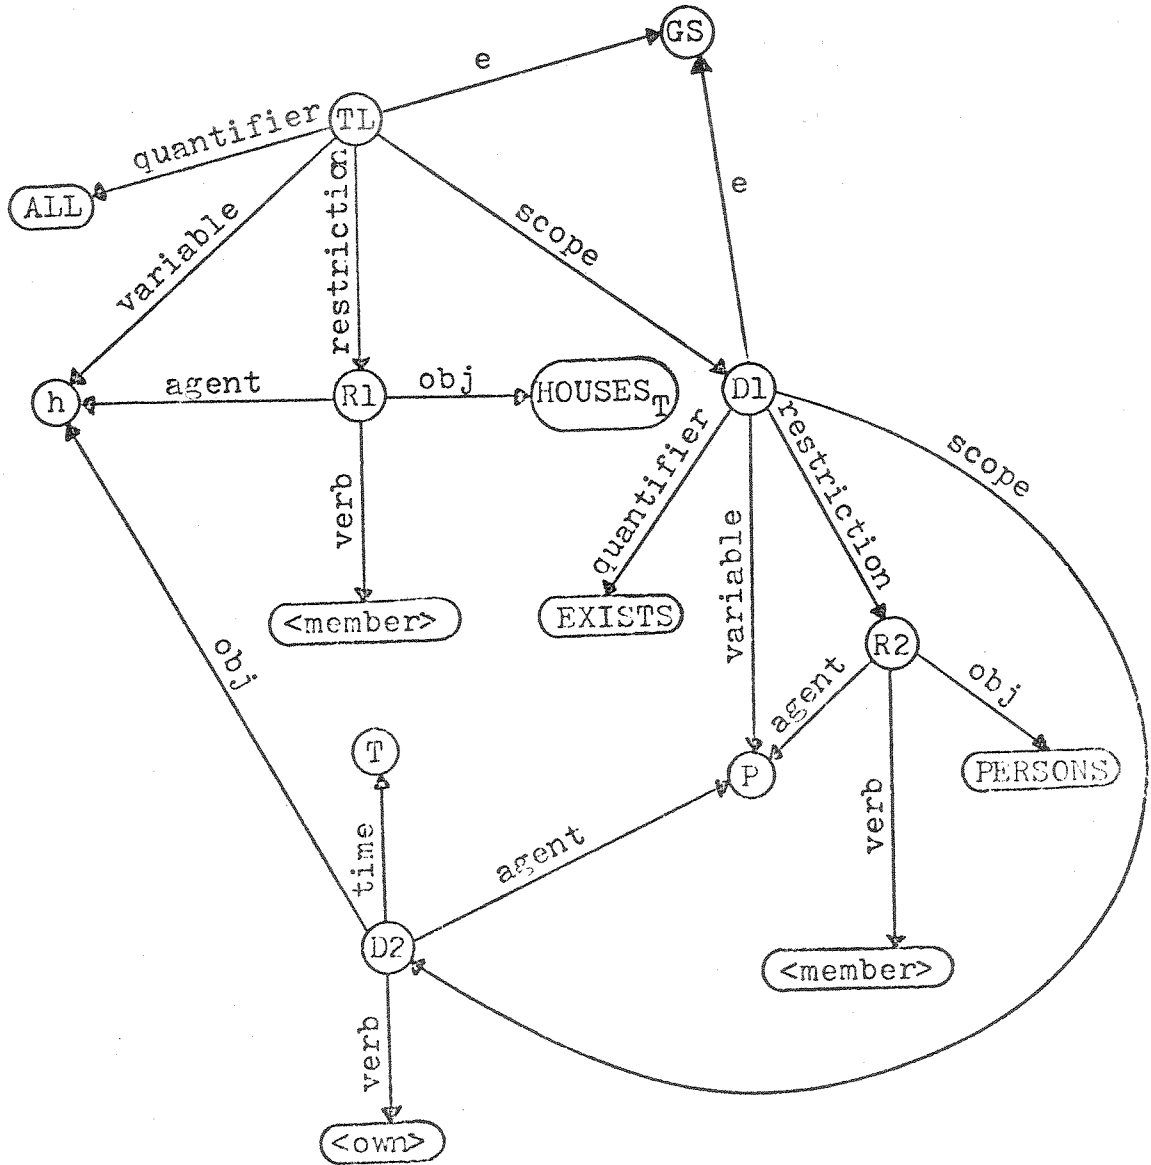 GS
e
TL
quantifier
ALL
e
variable
restriction
scope
h
agent
R1
obj
HOUSES_T
D1
quantifier
variable
restriction
scope
verb
<member>
EXISTS
R2
obj
agent
obj
T
P
PERSONS
time
agent
verb
D2
<member>
verb
<own>